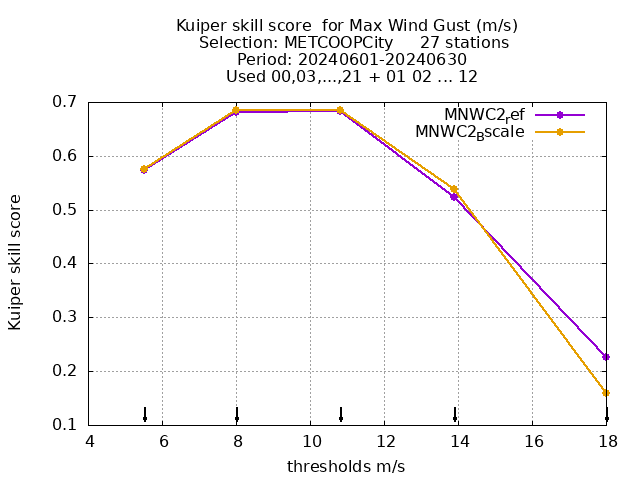 Kuiper skill score  for Max Wind Gust (m/s)
Selection: METCOOPCity     27 stations
Period: 20240601-20240630
Used 00,03,...,21 + 01 02 ... 12
MNWC2ref
MNWC2Bscale
0.7
0.6
0.5
0.4
0.3
0.2
0.1
Kuiper skill score
4 6 8 10 12 14 16 18
thresholds m/s